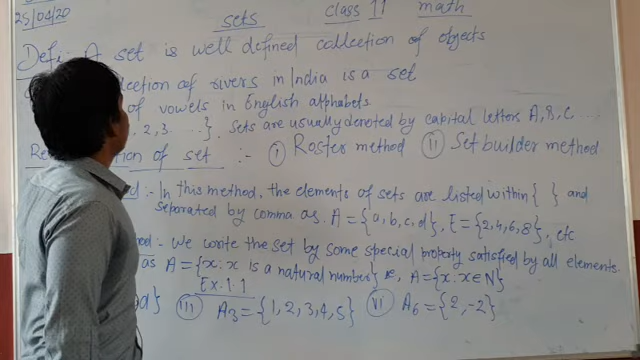 25/04/20 sets class 11 math
Defi:- A set is well defined collection of objects
of rivers in India is a set
of vowels in English alphabets
2, 3 ....}. Sets are usually denoted by capital letters A, B, C ....
of set :- (i) Roster method (ii) Set builder method
:- In this method, the elements of sets are listed within { } and
separated by comma as. A = {a, b, c, d}, E = {2, 4, 6, 8}, etc
:- We wrote the set by some special property satisfied by all elements.
as A = {x: x is a natural number} ie, A = {x: x∈N}
Ex. 1.1
d} (iii) A3 = {1, 2, 3, 4, 5} (vi) A6 = {2, -2}